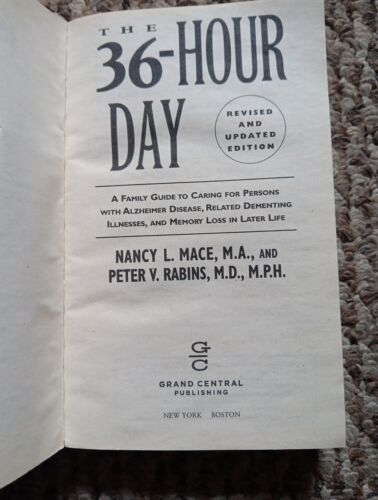 THE
36-HOUR
DAY
REVISED
AND
UPDATED
EDITION
A FAMILY GUIDE TO CARING FOR PERSONS
WITH ALZHEIMER DISEASE, RELATED DEMENTING
ILLNESSES, AND MEMORY LOSS IN LATER LIFE
NANCY L. MACE, M.A., AND
PETER V. RABINS, M.D., M.P.H.
G
C
GRAND CENTRAL
PUBLISHING
NEW YORK BOSTON